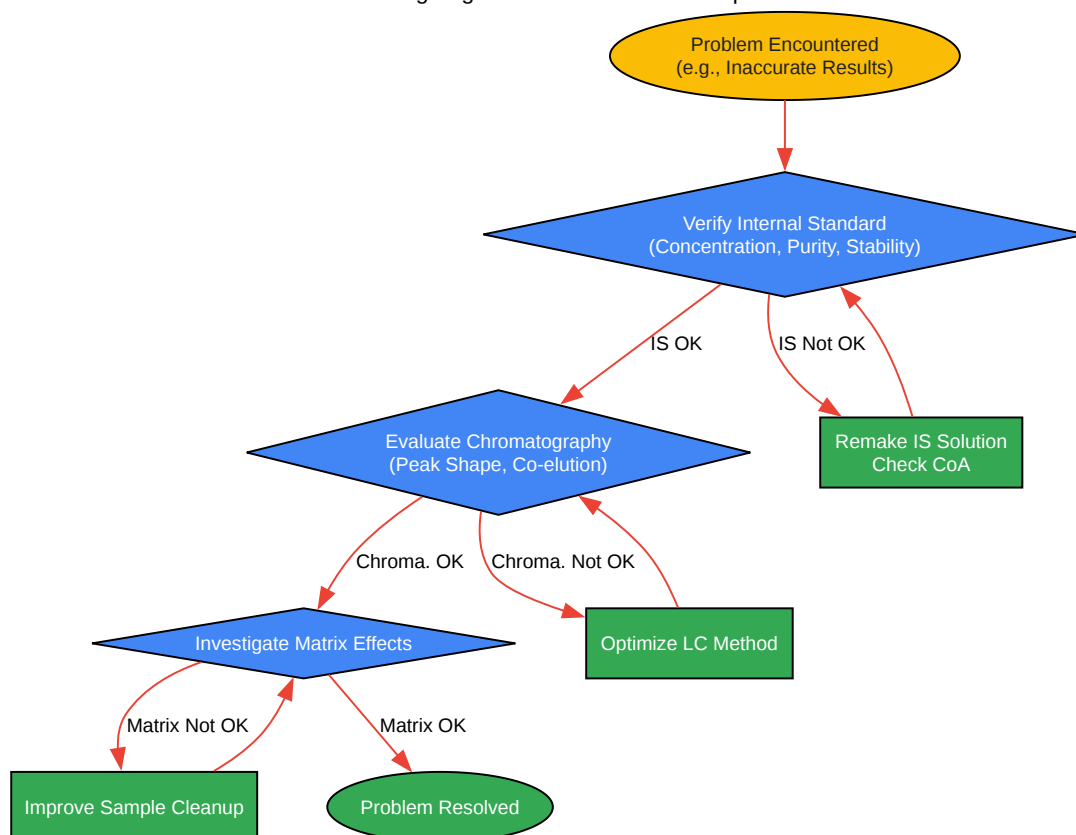 Problem Encountered
(e.g., Inaccurate Results)
Verify Internal Standard
(Concentration, Purity, Stability)
IS OK
IS Not OK
Evaluate Chromatography
(Peak Shape, Co-elution)
Remake IS Solution
Check CoA
Chroma. OK
Chroma. Not OK
Investigate Matrix Effects
Optimize LC Method
Matrix Not OK
Matrix OK
Improve Sample Cleanup
Problem Resolved